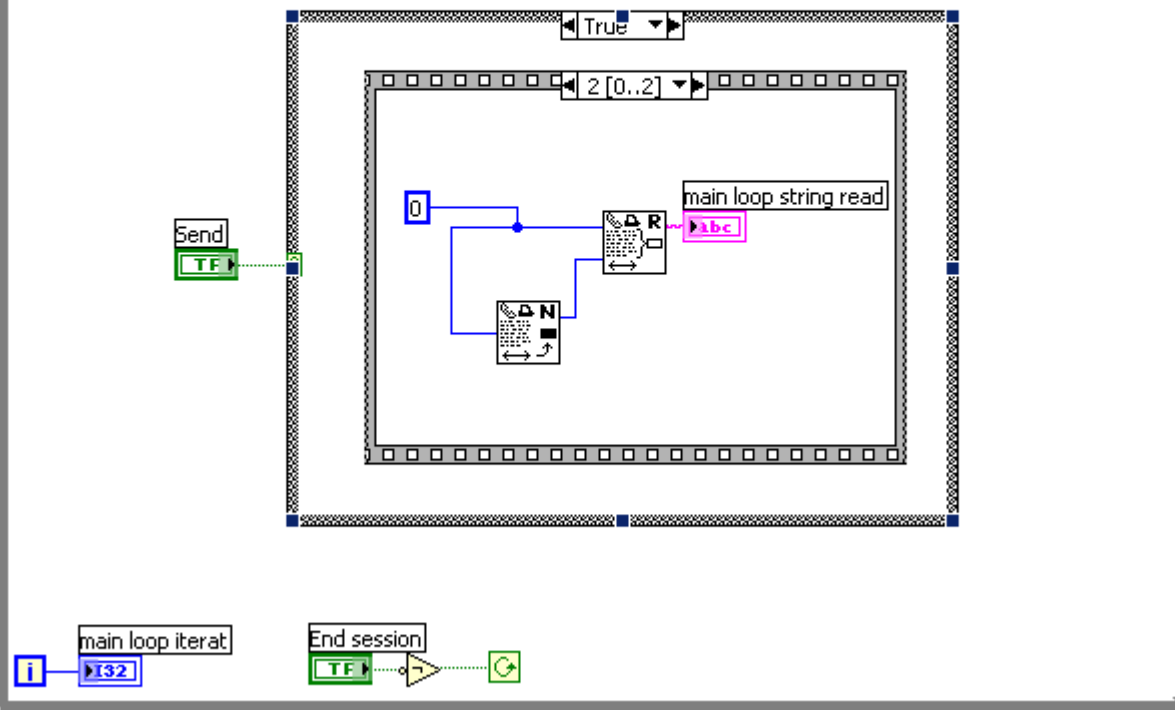 True
2 [0..2]
0
R
main loop string read
abc
Send
TF
N
main loop iterat
i
I32
End session
TF